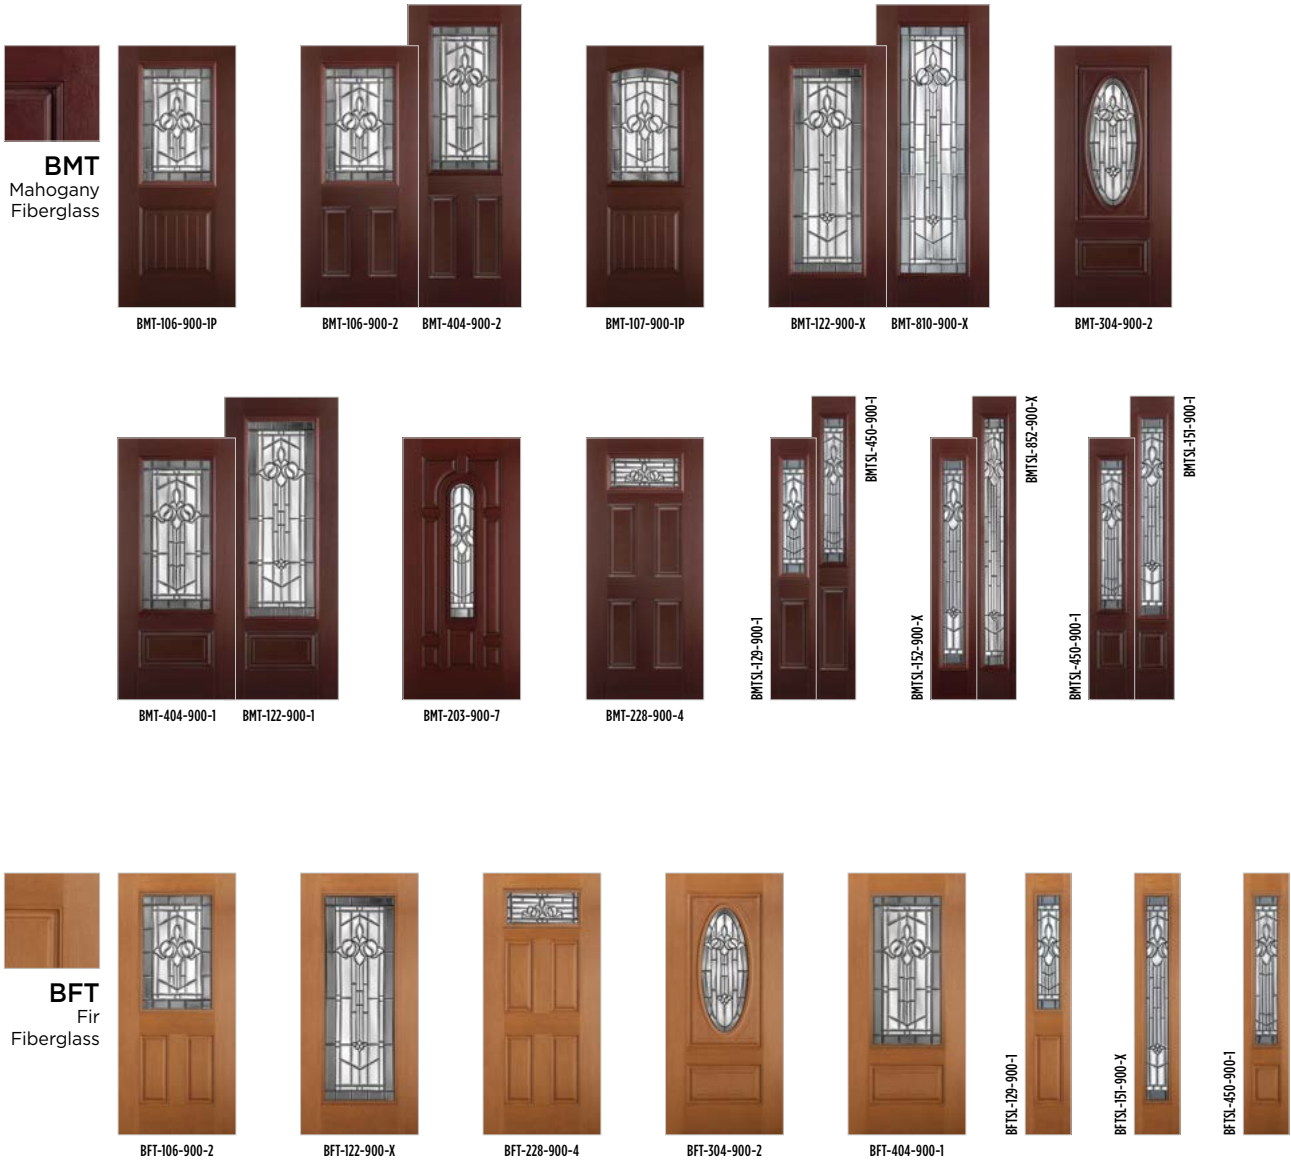 BMT
Mahogany
Fiberglass
BMT-106-900-1P
BMT-106-900-2
BMT-404-900-2
BMT-107-900-1P
BMT-122-900-X
BMT-810-900-X
BMT-304-900-2
BMT-404-900-1
BMT-122-900-1
BMT-203-900-7
BMT-228-900-4
BMTSL-129-900-1
BMTSL-450-900-1
BMTSL-152-900-X
BMTSL-852-900-X
BMTSL-450-900-1
BMTSL-151-900-1
BFT
Fir
Fiberglass
BFT-106-900-2
BFT-122-900-X
BFT-228-900-4
BFT-304-900-2
BFT-404-900-1
BFTSL-129-900-1
BFTSL-151-900-X
BFTSL-450-900-1